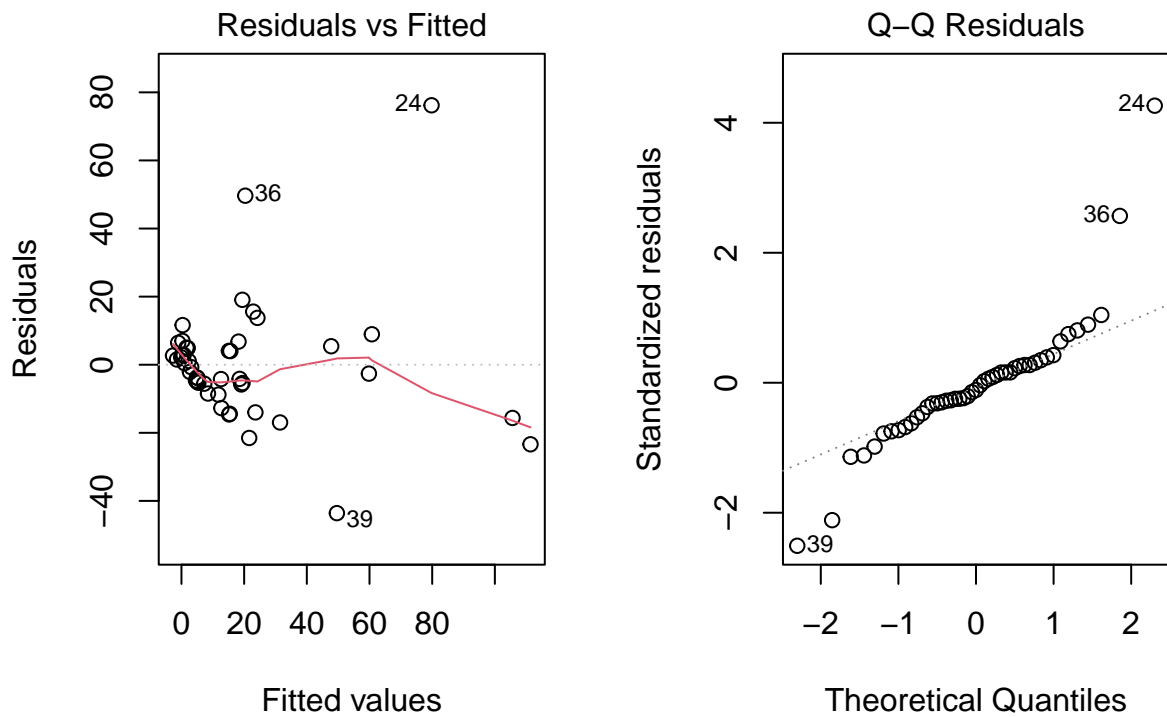 Residuals vs Fitted
Residuals
80
60
40
20
0
−40
24
36
39
0 20 40 60 80
Fitted values
Q−Q Residuals
Standardized residuals
4
2
0
−2
24
36
39
−2 −1 0 1 2
Theoretical Quantiles